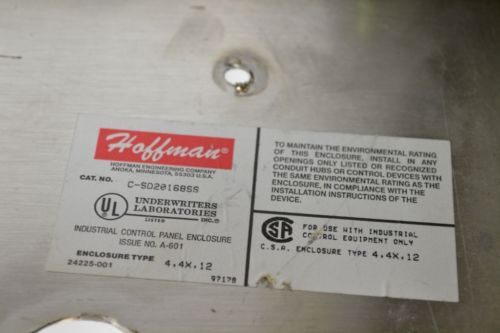 Hoffman
HOFFMAN ENGINEERING COMPANY
ANOKA, MINNESOTA, 55303 U.S.A.
CAT. NO. C-SD201688S
UL
UNDERWRITERS
LABORATORIES
LISTED INC.®
INDUSTRIAL CONTROL PANEL ENCLOSURE
ISSUE NO. A-601
ENCLOSURE TYPE 4,4X,12
24225-001 97178
TO MAINTAIN THE ENVIRONMENTAL RATING
OF THIS ENCLOSURE, INSTALL IN ANY
OPENINGS ONLY LISTED OR RECOGNIZED
CONDUIT HUBS OR CONTROL DEVICES WITH
THE SAME ENVIRONMENTAL RATING AS THE
ENCLOSURE, IN COMPLIANCE WITH THE
INSTALLATION INSTRUCTIONS OF THE
DEVICE.
SA FOR USE WITH INDUSTRIAL
CONTROL EQUIPMENT ONLY
C.S.A. ENCLOSURE TYPE 4,4X,12